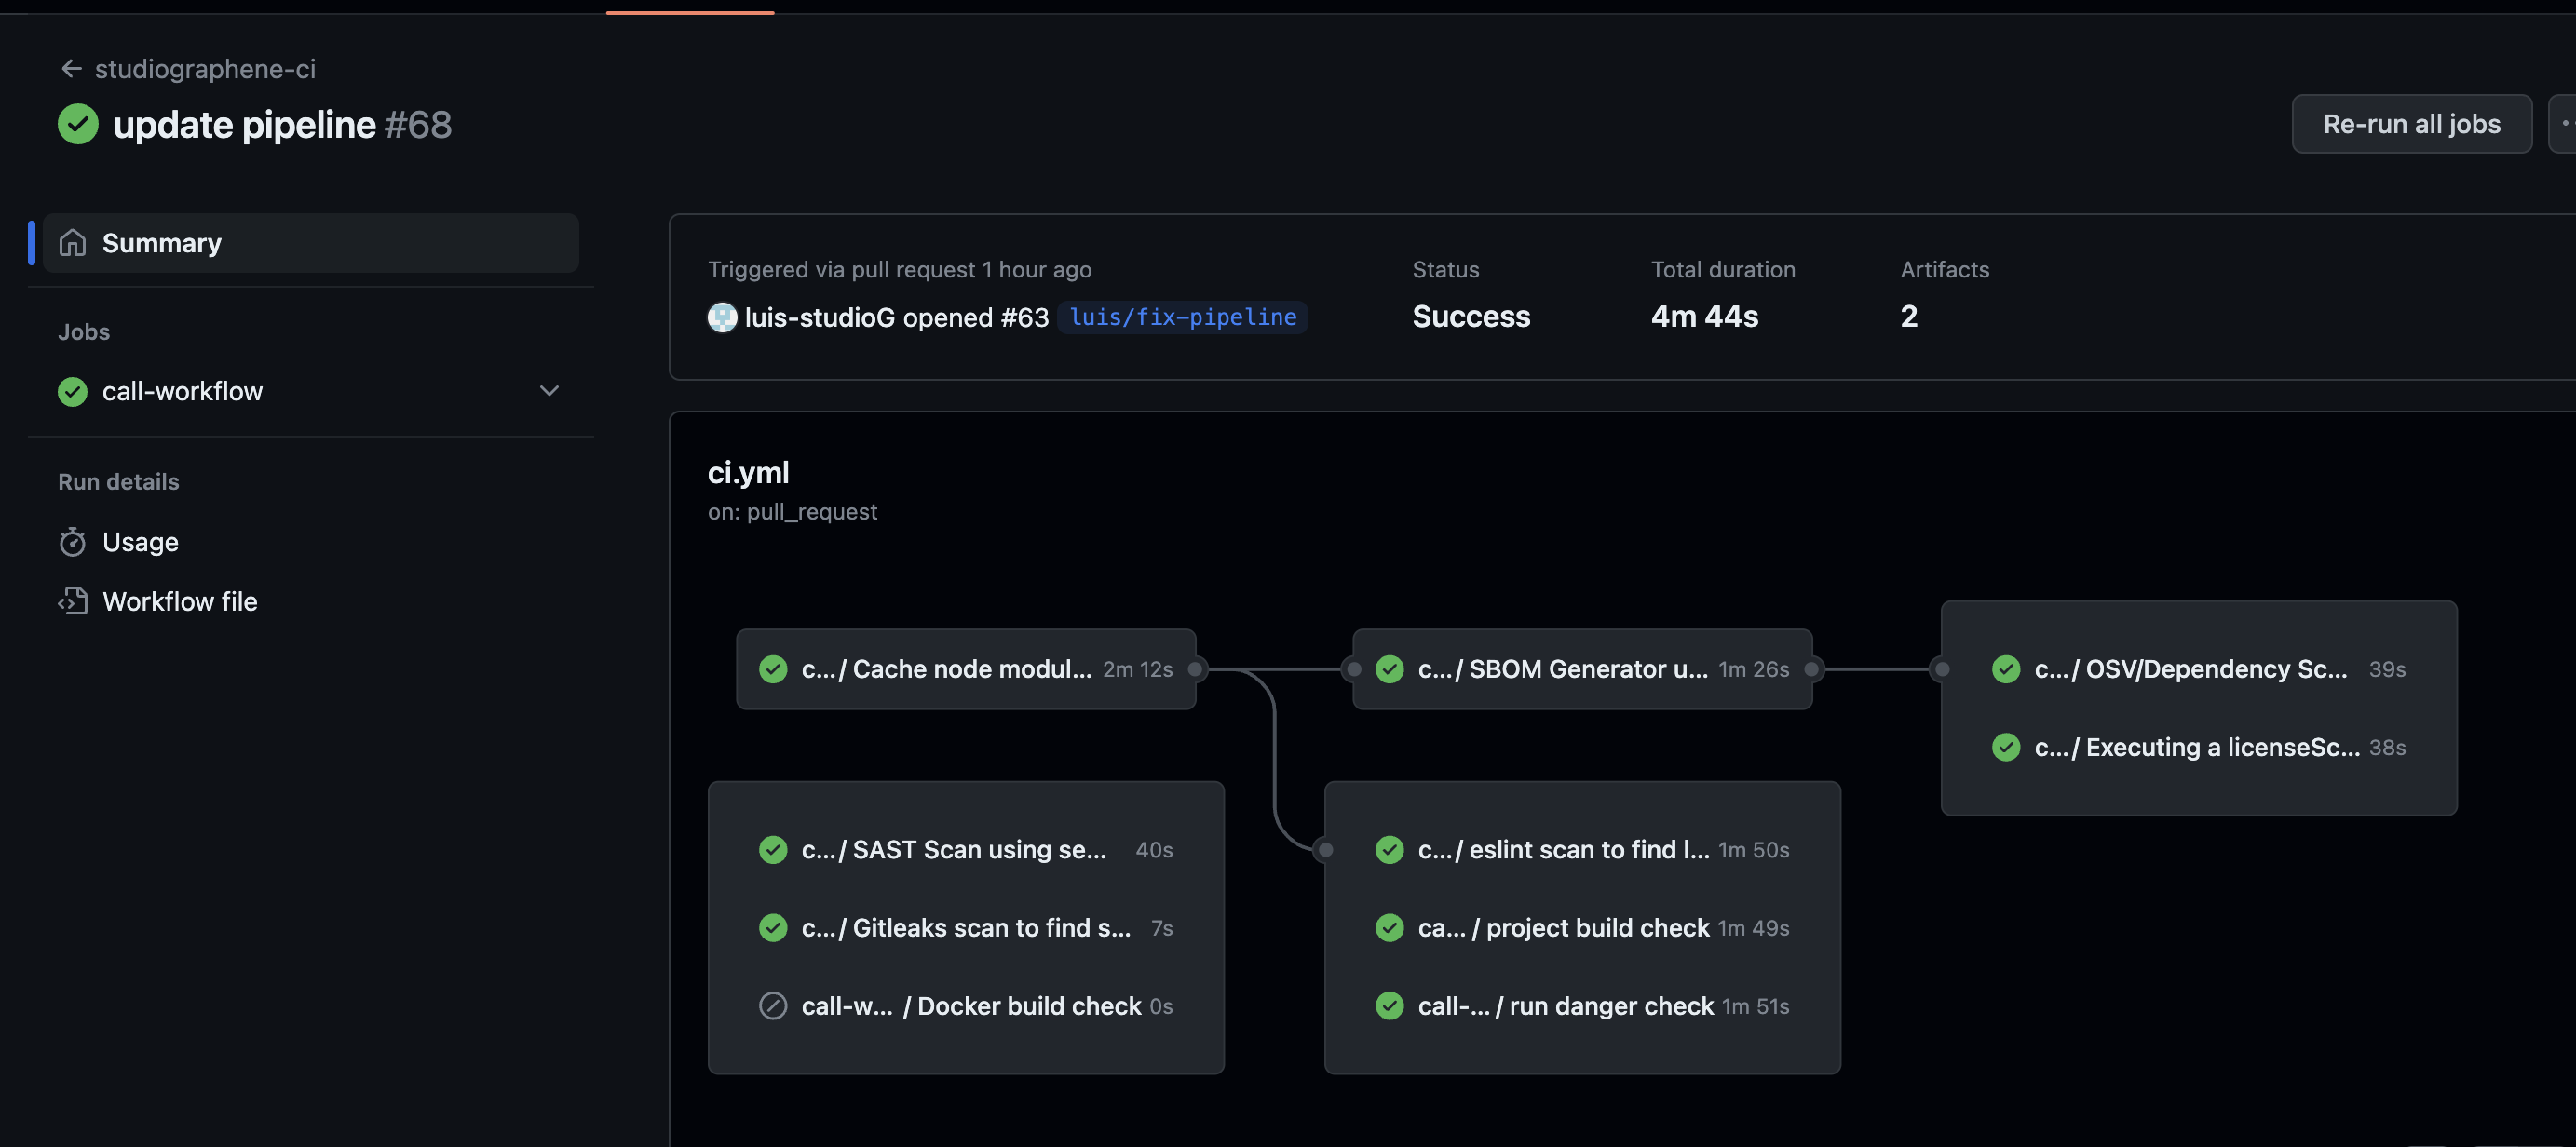 studiographene-ci
update pipeline #68
Re-run all jobs
Summary
Jobs
call-workflow
Run details
Usage
Workflow file
Triggered via pull request 1 hour ago
luis-studioG opened #63 luis/fix-pipeline
Status
Success
Total duration
4m 44s
Artifacts
2
ci.yml
on: pull_request
c... / Cache node modul... 2m 12s
c... / SAST Scan using se... 40s
c... / Gitleaks scan to find s... 7s
call-w... / Docker build check 0s
c... / SBOM Generator u... 1m 26s
c... / eslint scan to find l... 1m 50s
ca... / project build check 1m 49s
call-... / run danger check 1m 51s
c... / OSV/Dependency Sc... 39s
c... / Executing a licenseSc... 38s